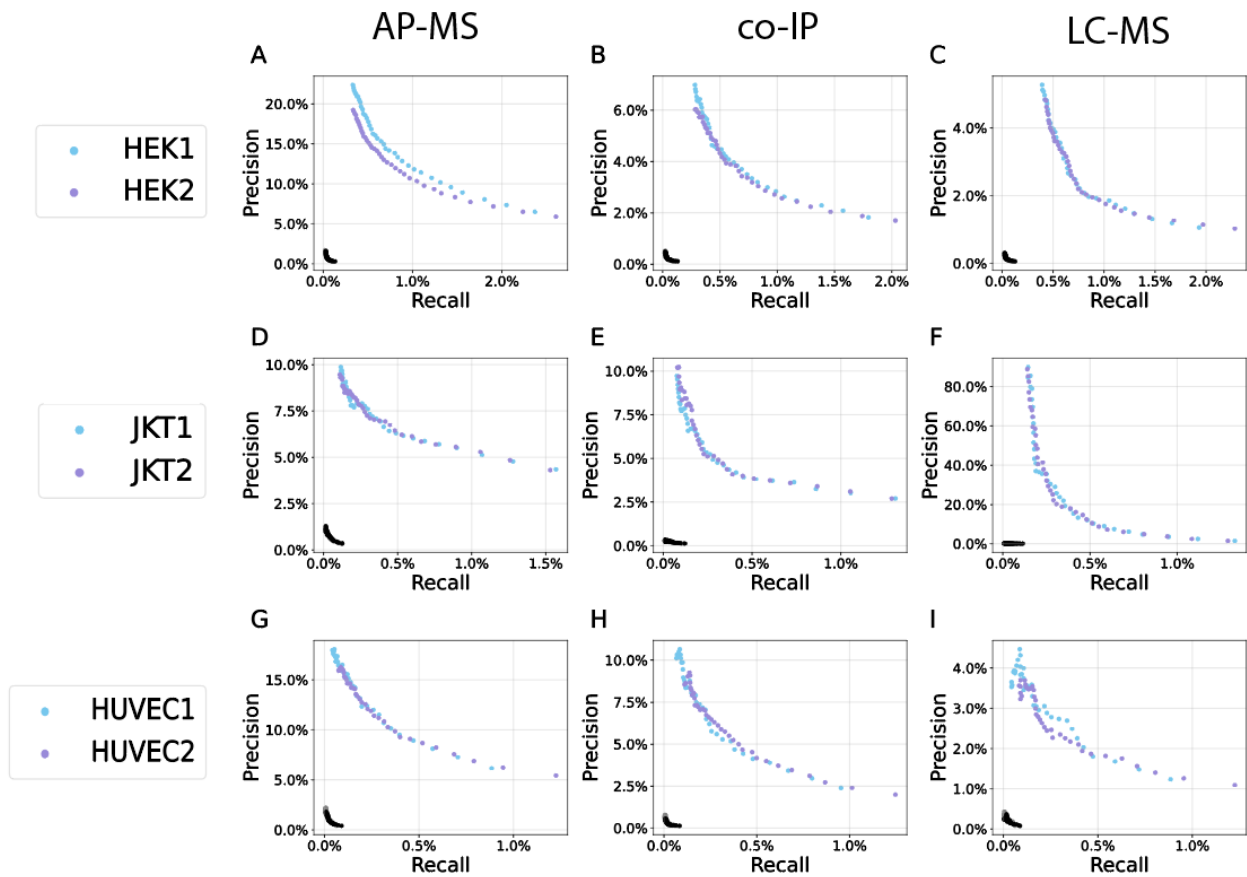 AP-MS co-IP LC-MS
A B C
HEK1
HEK2
Precision
20.0%
15.0%
10.0%
5.0%
0.0%
0.0% 1.0% 2.0%
Recall
Precision
6.0%
4.0%
2.0%
0.0%
0.0% 0.5% 1.0% 1.5% 2.0%
Recall
Precision
4.0%
2.0%
0.0%
0.0% 0.5% 1.0% 1.5% 2.0%
Recall
D E F
JKT1
JKT2
Precision
10.0%
7.5%
5.0%
2.5%
0.0%
0.0% 0.5% 1.0% 1.5%
Recall
Precision
10.0%
7.5%
5.0%
2.5%
0.0%
0.0% 0.5% 1.0%
Recall
Precision
80.0%
60.0%
40.0%
20.0%
0.0%
0.0% 0.5% 1.0%
Recall
G H I
HUVEC1
HUVEC2
Precision
15.0%
10.0%
5.0%
0.0%
0.0% 0.5% 1.0%
Recall
Precision
10.0%
7.5%
5.0%
2.5%
0.0%
0.0% 0.5% 1.0%
Recall
Precision
4.0%
3.0%
2.0%
1.0%
0.0%
0.0% 0.5% 1.0%
Recall